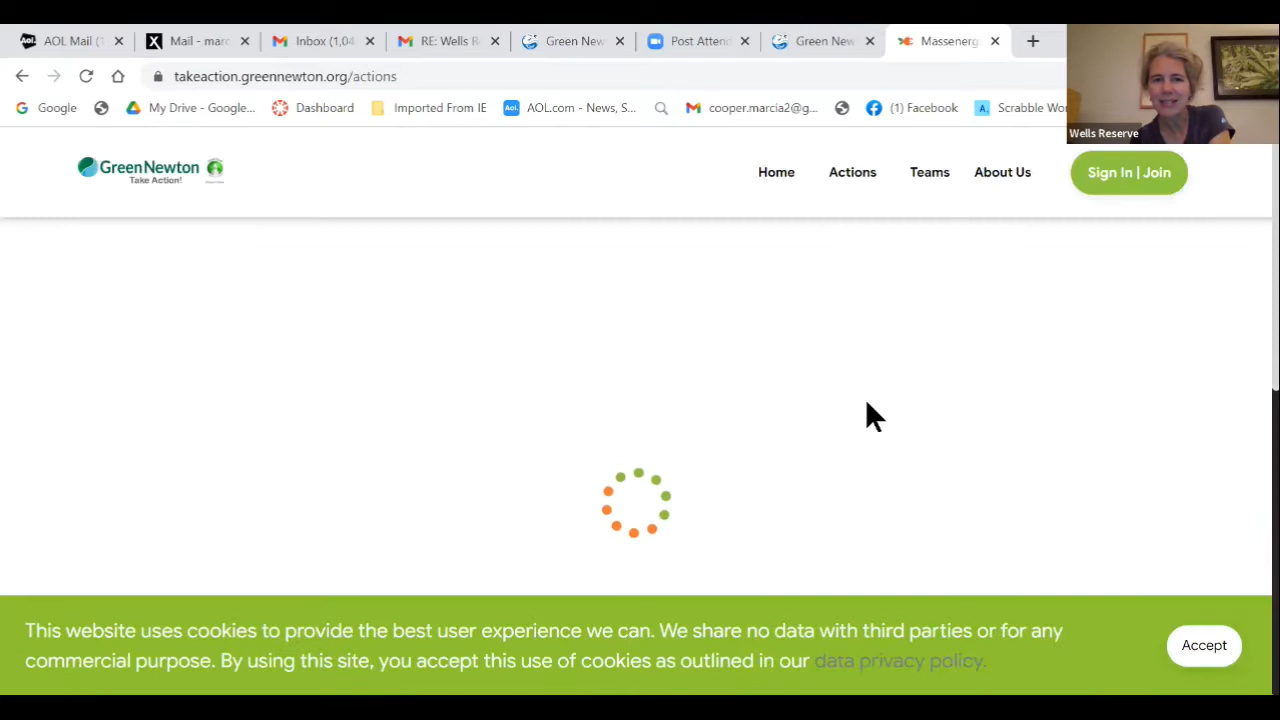 Aol. AOL Mail (1
X Mail - marc
Inbox (1,04
RE: Wells R
Green New
Post Attend
Green New
Massenerg
takeaction.greennewton.org/actions
Google
My Drive - Google...
Dashboard
Imported From IE
Aol. AOL.com - News, S...
cooper.marcia2@g...
(1) Facebook
A. Scrabble Wor
Wells Reserve
GreenNewton
Take Action!
Home
Actions
Teams
About Us
Sign In | Join
This website uses cookies to provide the best user experience we can. We share no data with third parties or for any
commercial purpose. By using this site, you accept this use of cookies as outlined in our data privacy policy.
Accept